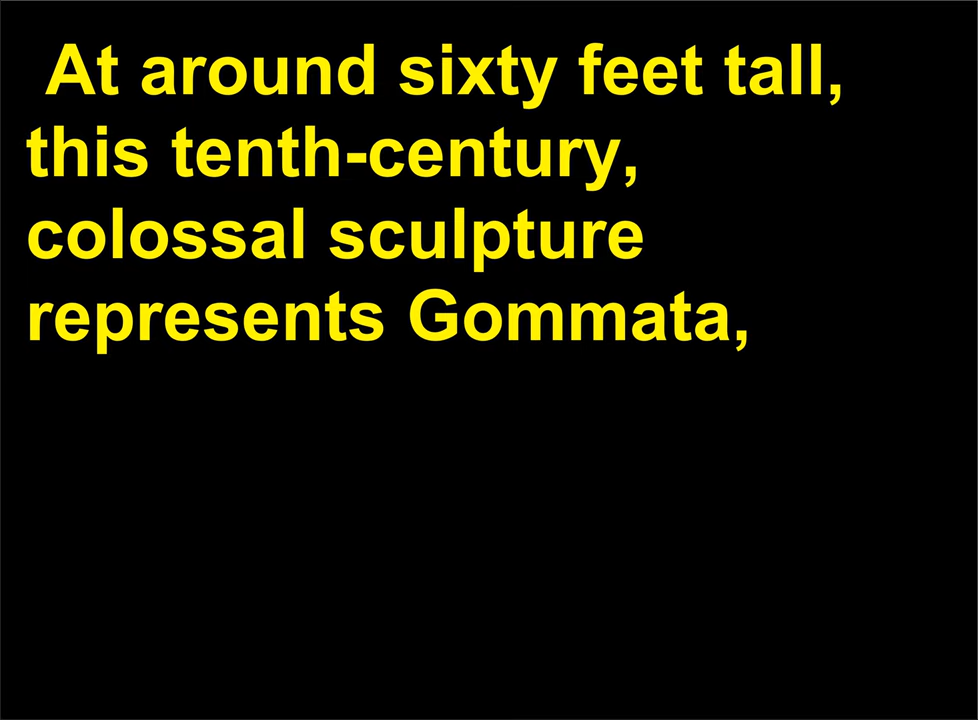 At around sixty feet tall,
this tenth-century,
colossal sculpture
represents Gommata,